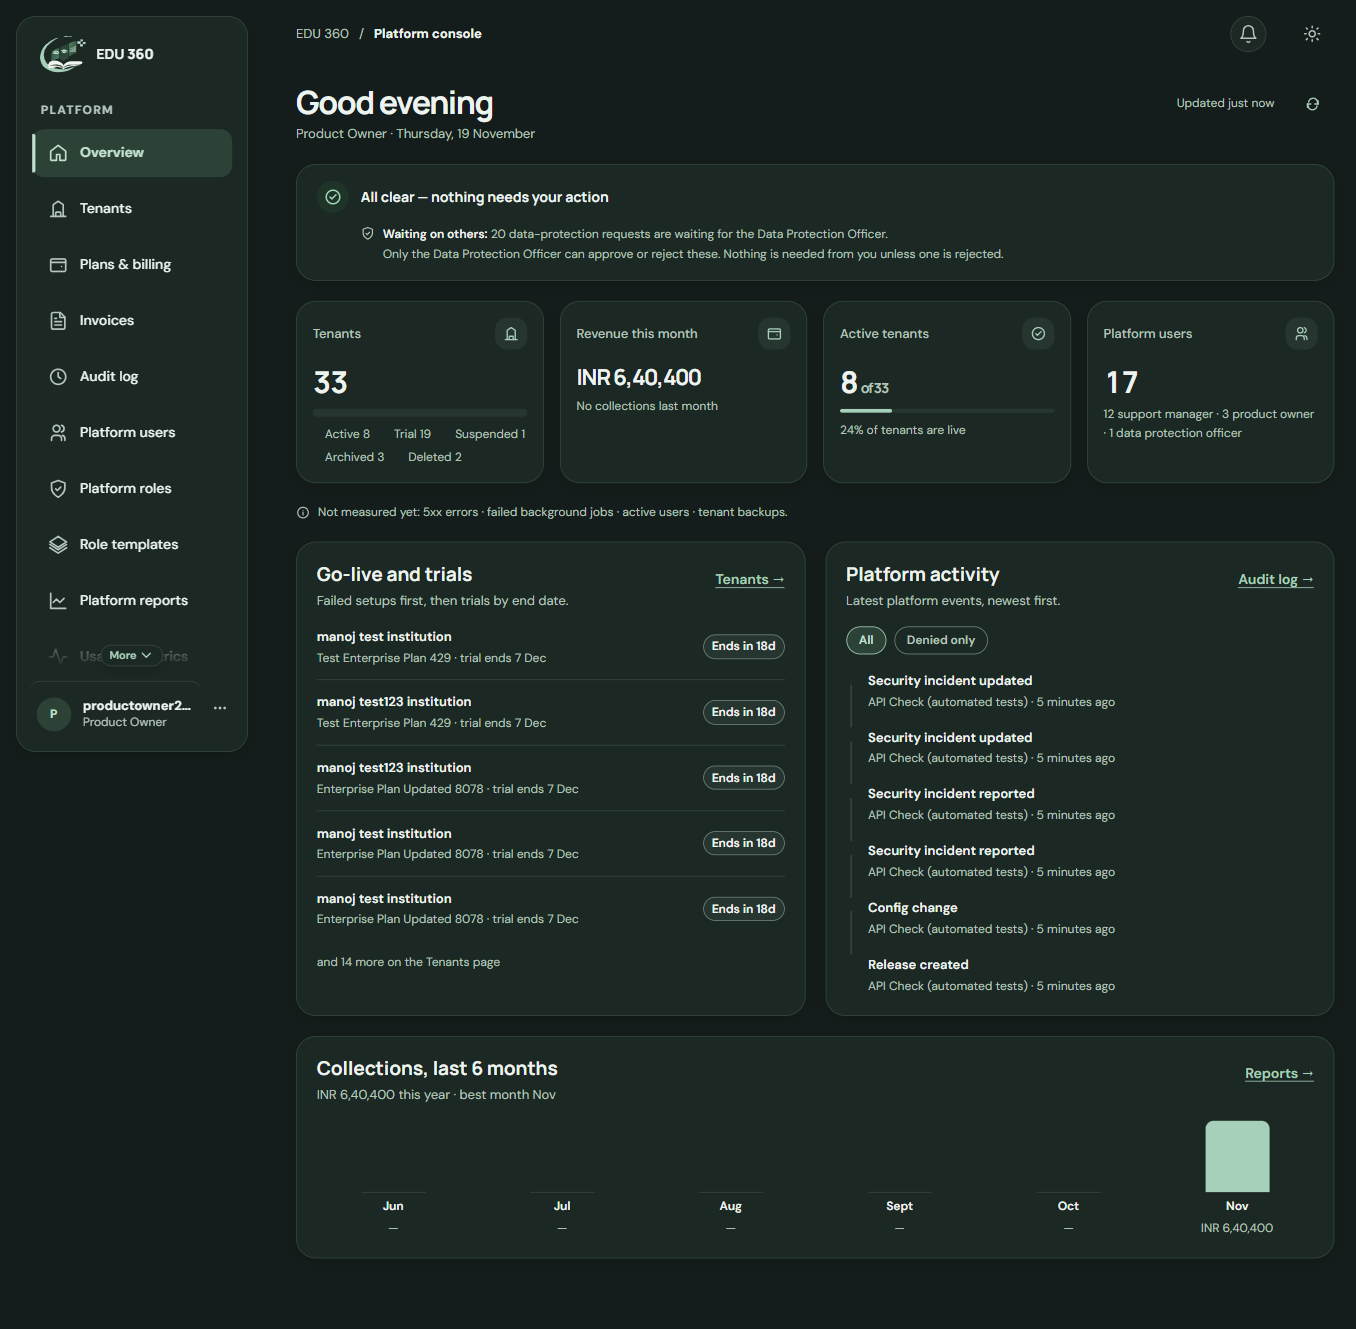 EDU 360
PLATFORM
Overview
Tenants
Plans & billing
Invoices
Audit log
Platform users
Platform roles
Role templates
Platform reports
More
productowner2...
Product Owner
EDU 360 / Platform console
Good evening
Product Owner · Thursday, 19 November
Updated just now
All clear — nothing needs your action
Waiting on others: 20 data-protection requests are waiting for the Data Protection Officer.
Only the Data Protection Officer can approve or reject these. Nothing is needed from you unless one is rejected.
Tenants
33
Active 8 Trial 19 Suspended 1
Archived 3 Deleted 2
Revenue this month
INR 6,40,400
No collections last month
Active tenants
8 of 33
24% of tenants are live
Platform users
17
12 support manager · 3 product owner
· 1 data protection officer
Not measured yet: 5xx errors · failed background jobs · active users · tenant backups.
Go-live and trials
Tenants →
Failed setups first, then trials by end date.
manoj test institution
Test Enterprise Plan 429 · trial ends 7 Dec
Ends in 18d
manoj test123 institution
Test Enterprise Plan 429 · trial ends 7 Dec
Ends in 18d
manoj test123 institution
Enterprise Plan Updated 8078 · trial ends 7 Dec
Ends in 18d
manoj test institution
Enterprise Plan Updated 8078 · trial ends 7 Dec
Ends in 18d
manoj test institution
Enterprise Plan Updated 8078 · trial ends 7 Dec
Ends in 18d
and 14 more on the Tenants page
Platform activity
Audit log →
Latest platform events, newest first.
All Denied only
Security incident updated
API Check (automated tests) · 5 minutes ago
Security incident updated
API Check (automated tests) · 5 minutes ago
Security incident reported
API Check (automated tests) · 5 minutes ago
Security incident reported
API Check (automated tests) · 5 minutes ago
Config change
API Check (automated tests) · 5 minutes ago
Release created
API Check (automated tests) · 5 minutes ago
Collections, last 6 months
Reports →
INR 6,40,400 this year · best month Nov
Jun Jul Aug Sept Oct Nov
— — — — — INR 6,40,400